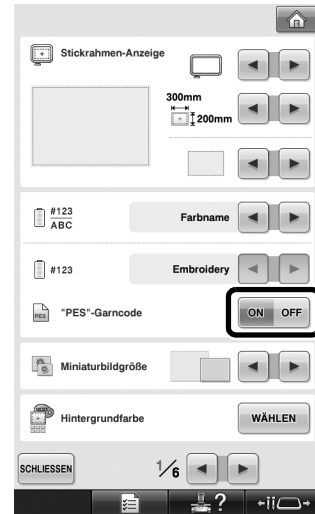 Stickrahmen-Anzeige
300mm
200mm
#123
ABC
Farbname
#123
Embroidery
PES
"PES"-Garncode
ON OFF
Miniaturbildgröße
Hintergrundfarbe
WÄHLEN
SCHLIESSEN
1/6
?